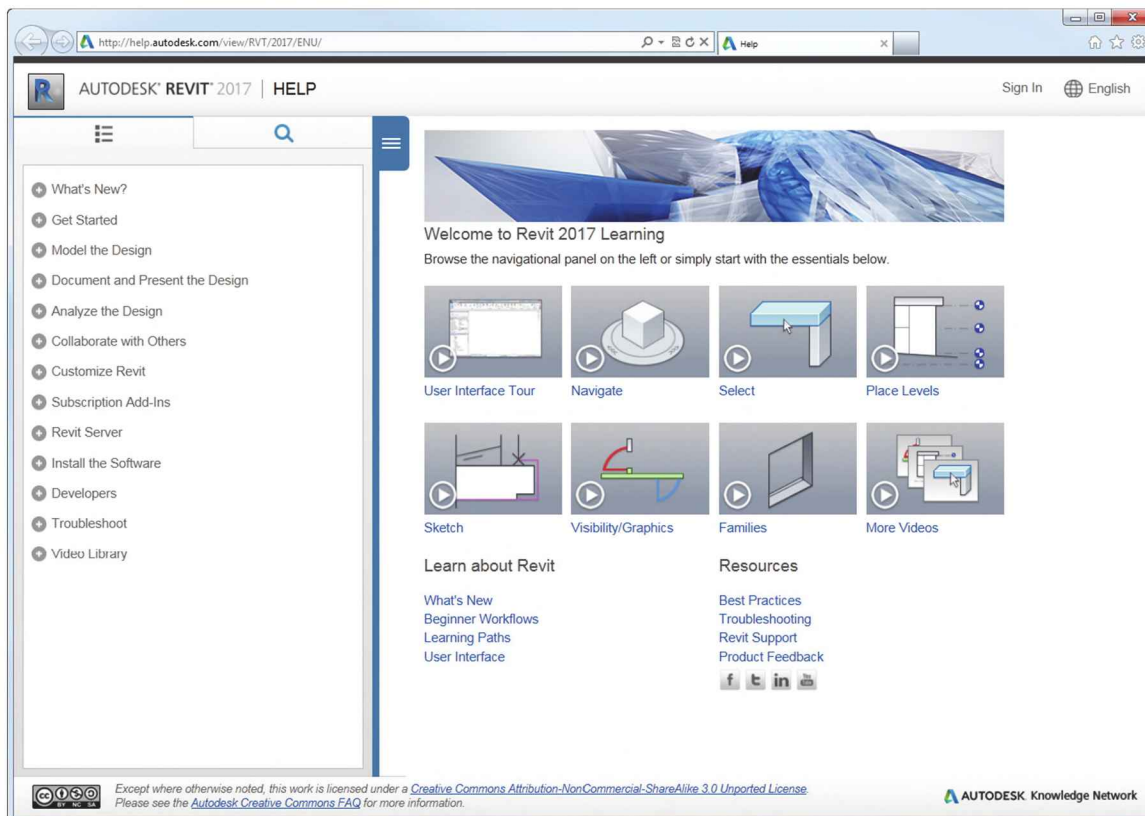 http://help.autodesk.com/view/RVT/2017/ENU/
Help
AUTODESK® REVIT® 2017 | HELP
Sign In
English
What's New?
Get Started
Model the Design
Document and Present the Design
Analyze the Design
Collaborate with Others
Customize Revit
Subscription Add-Ins
Revit Server
Install the Software
Developers
Troubleshoot
Video Library
Welcome to Revit 2017 Learning
Browse the navigational panel on the left or simply start with the essentials below.
User Interface Tour
Navigate
Select
Place Levels
Sketch
Visibility/Graphics
Families
More Videos
Learn about Revit
What's New
Beginner Workflows
Learning Paths
User Interface
Resources
Best Practices
Troubleshooting
Revit Support
Product Feedback
BY NC SA
Except where otherwise noted, this work is licensed under a Creative Commons Attribution-NonCommercial-ShareAlike 3.0 Unported License.
Please see the Autodesk Creative Commons FAQ for more information.
AUTODESK Knowledge Network